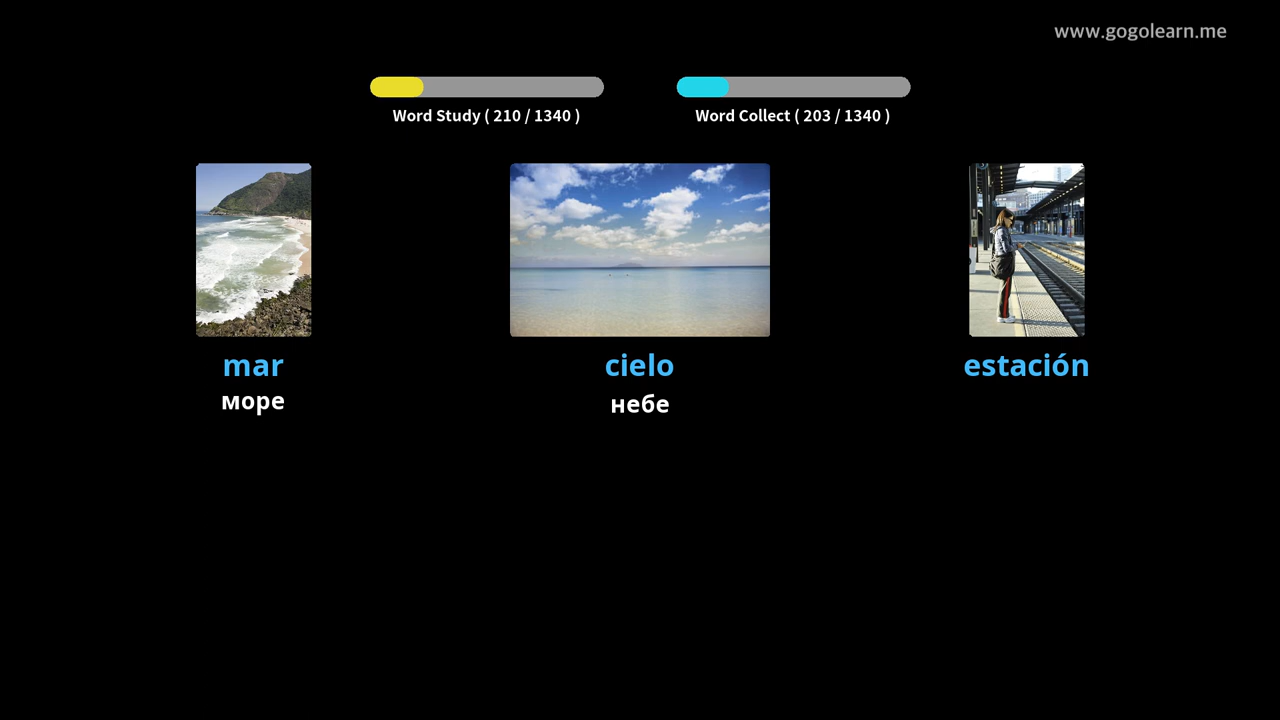 www.gogolearn.me
Word Study ( 210 / 1340 )
Word Collect ( 203 / 1340 )
mar
море
cielo
небе
estación